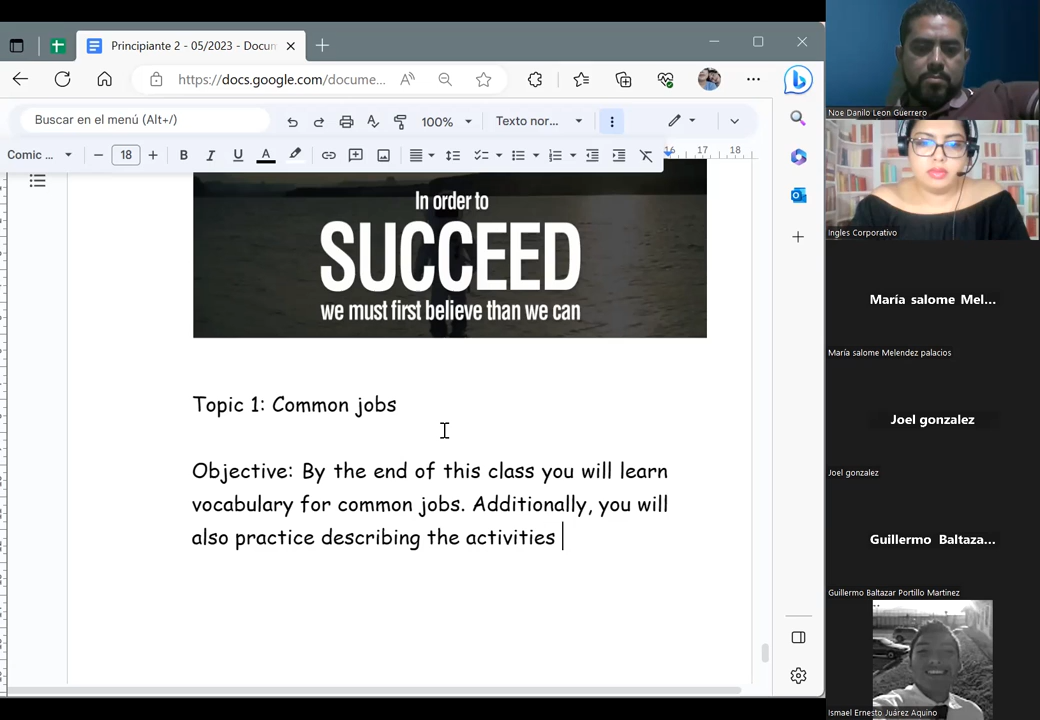 Principiante 2 - 05/2023 - Docum
https://docs.google.com/docume...
Buscar en el menú (Alt+/)
100%
Texto nor...
Comic ...
18
16 17 18
In order to
SUCCEED
we must first believe than we can
Topic 1: Common jobs
Objective: By the end of this class you will learn
vocabulary for common jobs. Additionally, you will
also practice describing the activities
Noe Danilo Leon Guerrero
Ingles Corporativo
María salome Mel...
María salome Melendez palacios
Joel gonzalez
Joel gonzalez
Guillermo Baltaza...
Guillermo Baltazar Portillo Martinez
Ismael Ernesto Juárez Aquino